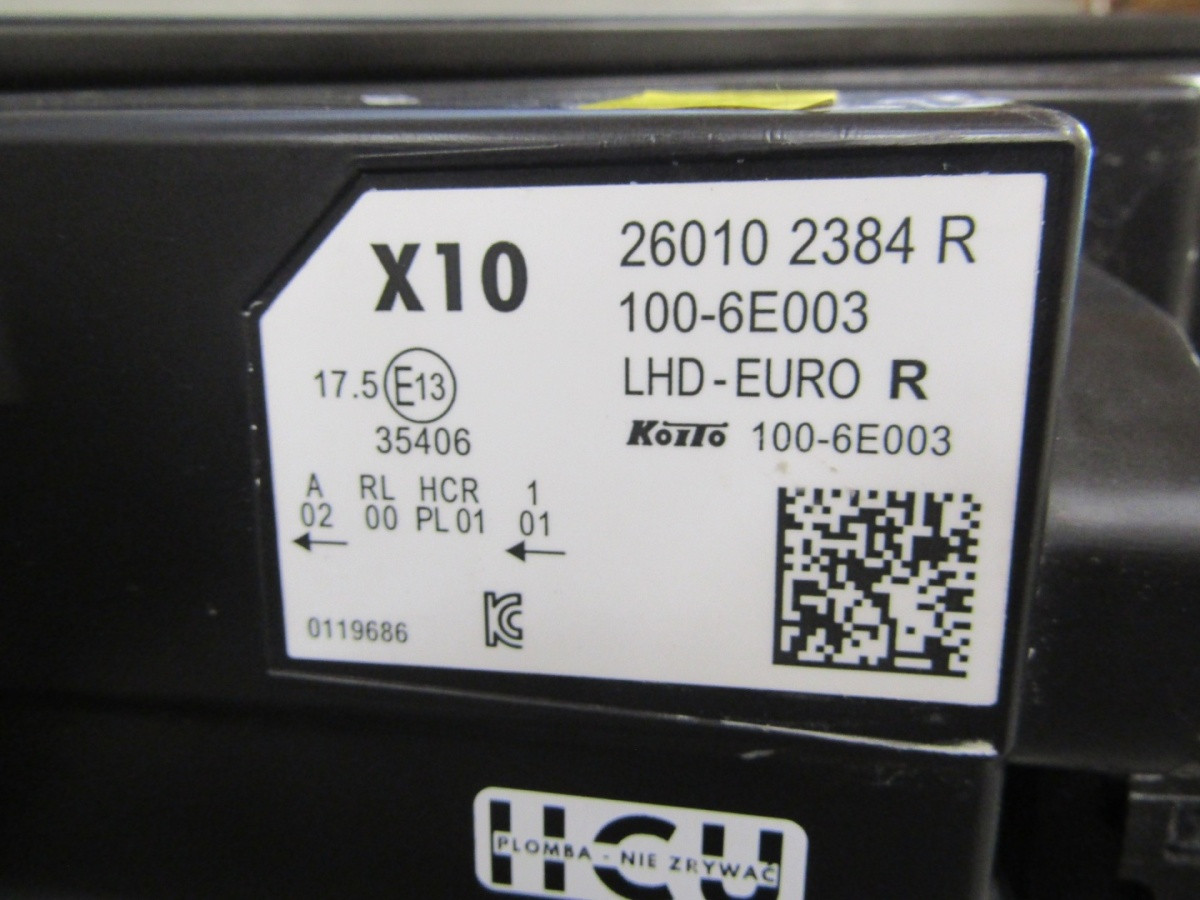 X10
26010 2384 R
100-6E003
LHD-EURO R
KOITO 100-6E003
17.5 E13
35406
A RL HCR 1
02 00 PL 01 01
0119686
KC
HCU
PLOMBA - NIE ZRYWAĆ